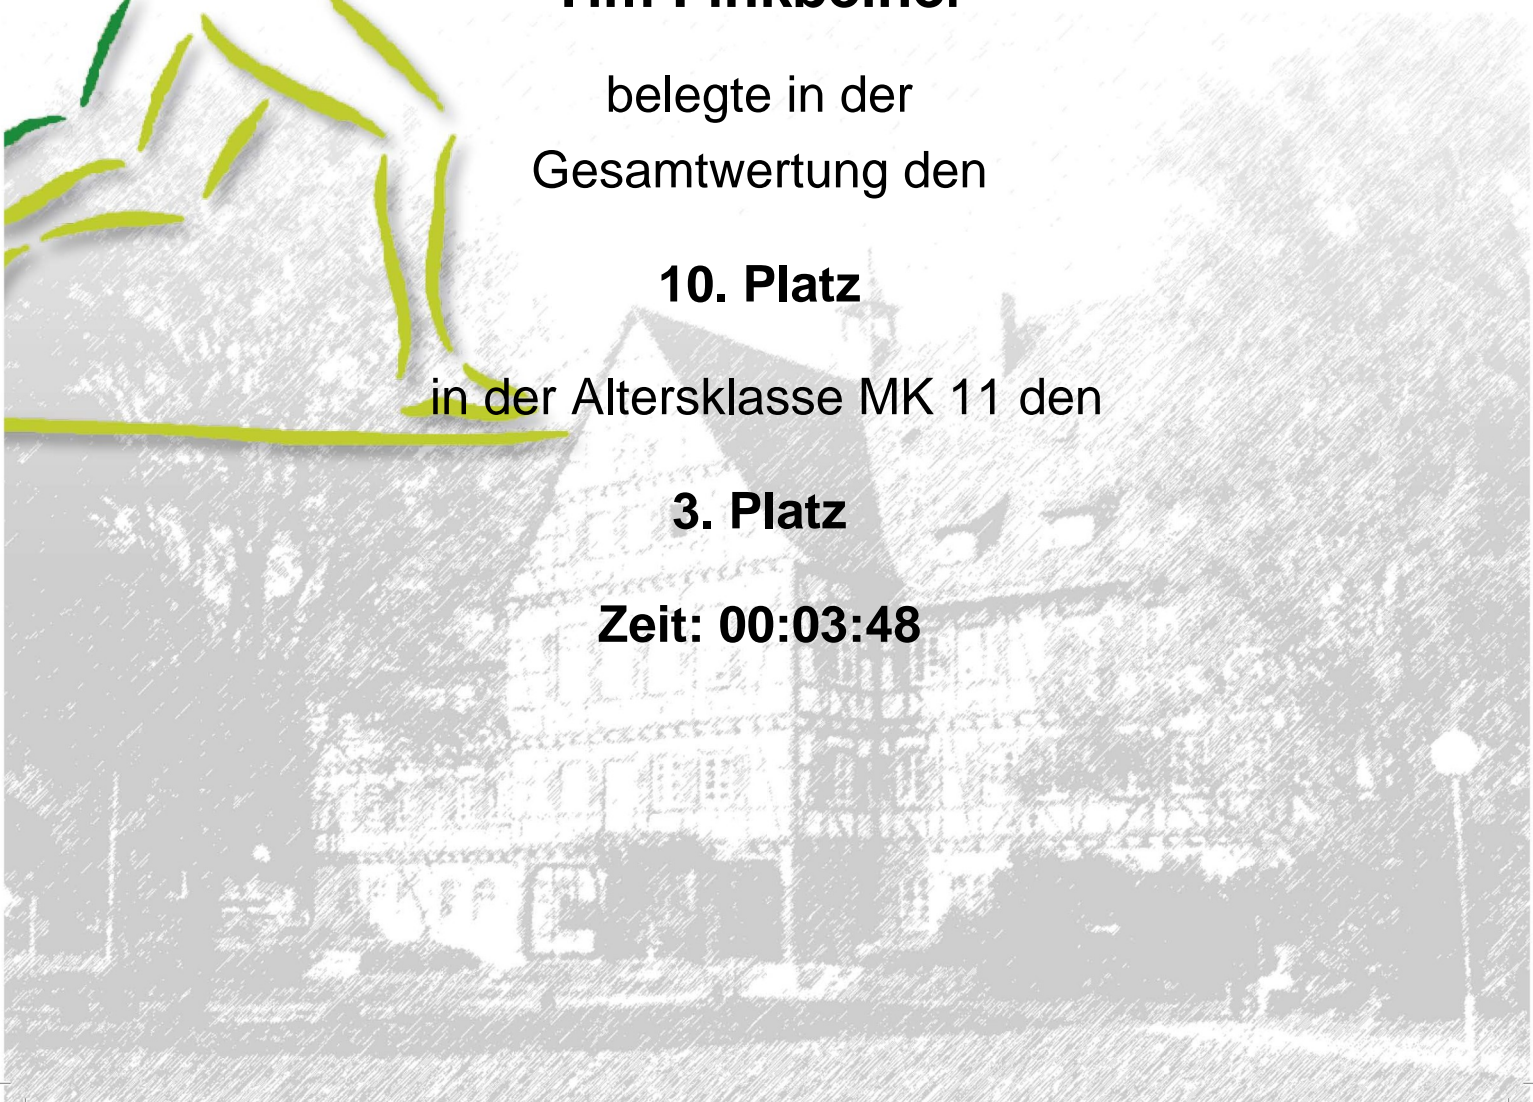 belegte in der
Gesamtwertung den
10. Platz
in der Altersklasse MK 11 den
3. Platz
Zeit: 00:03:48